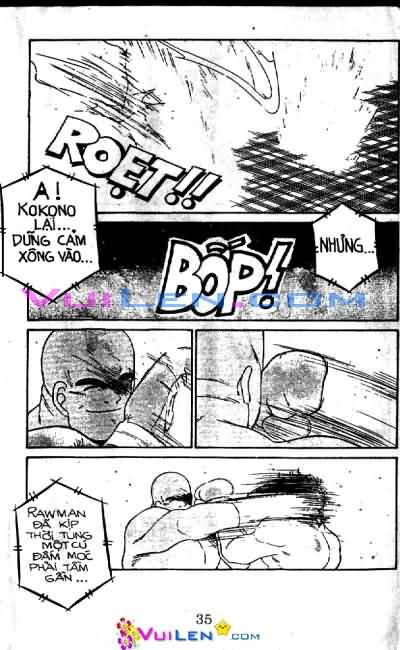 ROẸT!!
A!
KOKONO
LẠI...
DŨNG CẢM
XÔNG VÀO...
NHƯNG...
BỐP!
VUILEN.COM
RAWMAN
ĐÃ KỊP
THỜI TUNG
MỘT CÚ
ĐẤM MÓC
PHẢI TẦM
GẦN...
35
VUILEN.COM